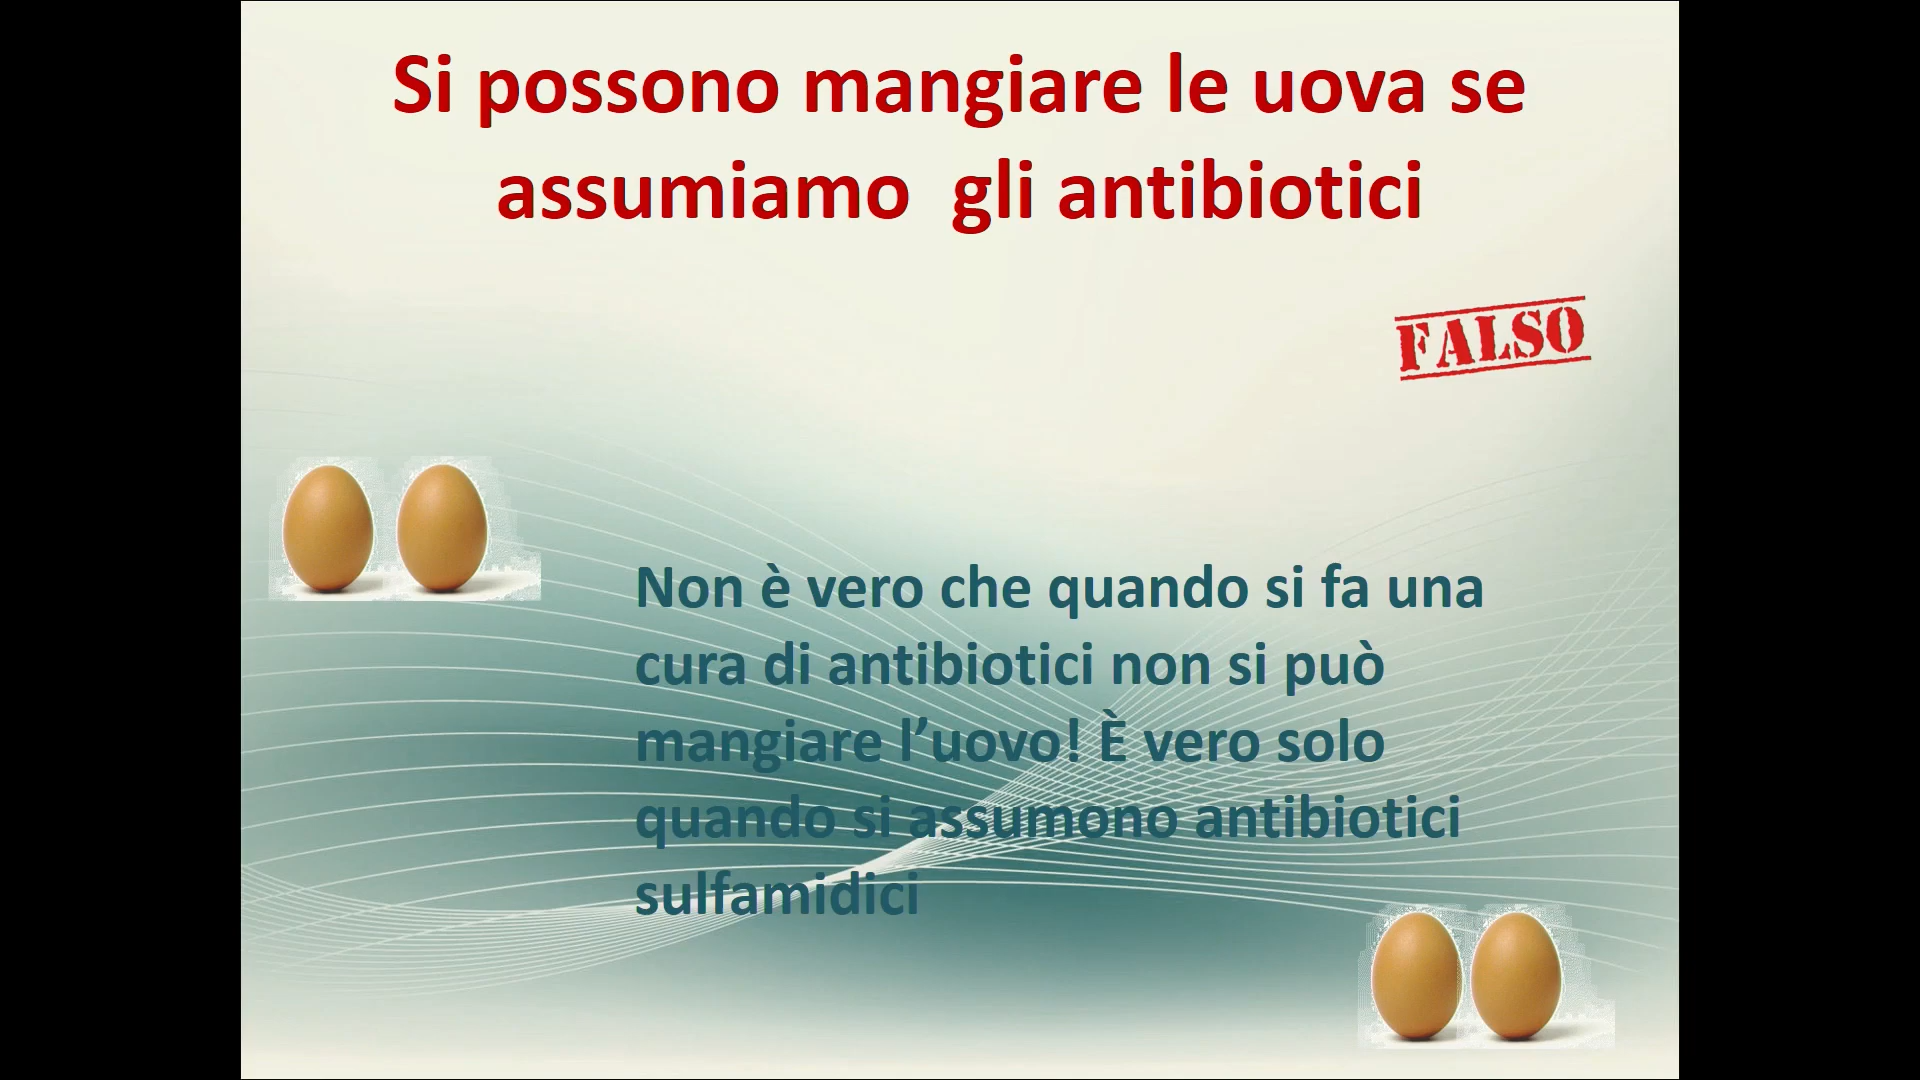 Si possono mangiare le uova se
assumiamo  gli antibiotici
FALSO
Non è vero che quando si fa una
cura di antibiotici non si può
mangiare l’uovo! È vero solo
quando si assumono antibiotici
sulfamidici